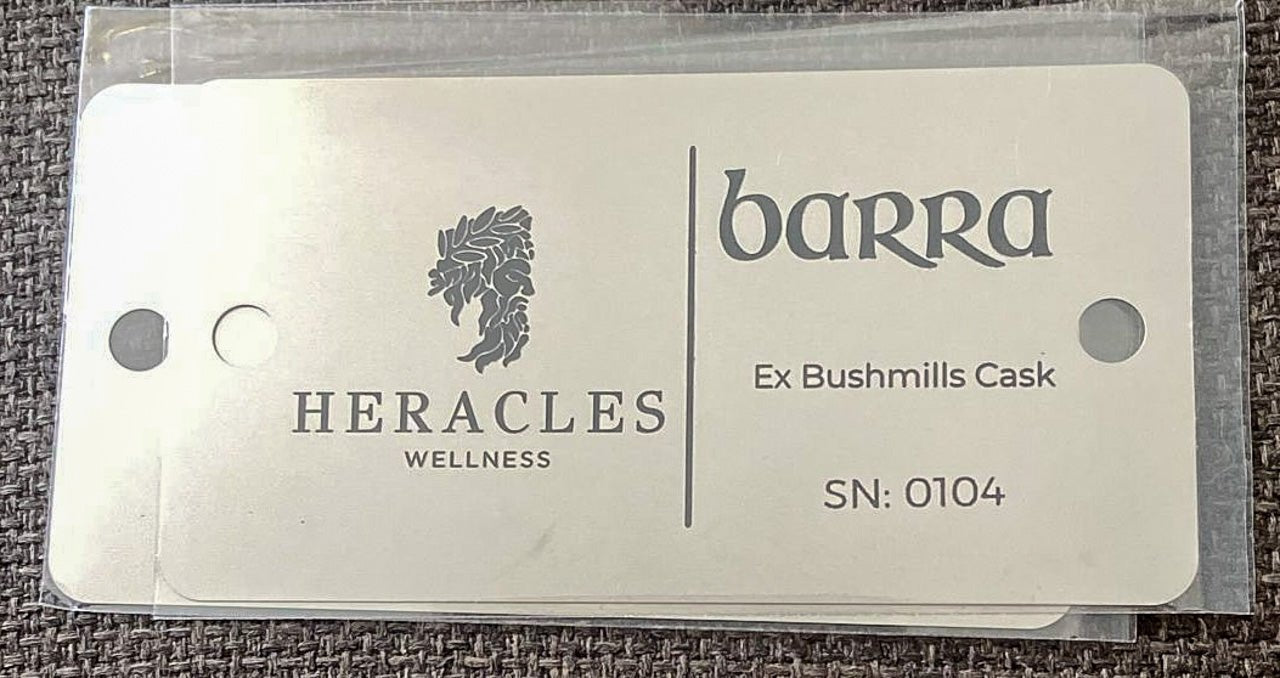 HERACLES
WELLNESS
barra
Ex Bushmills Cask
SN: 0104